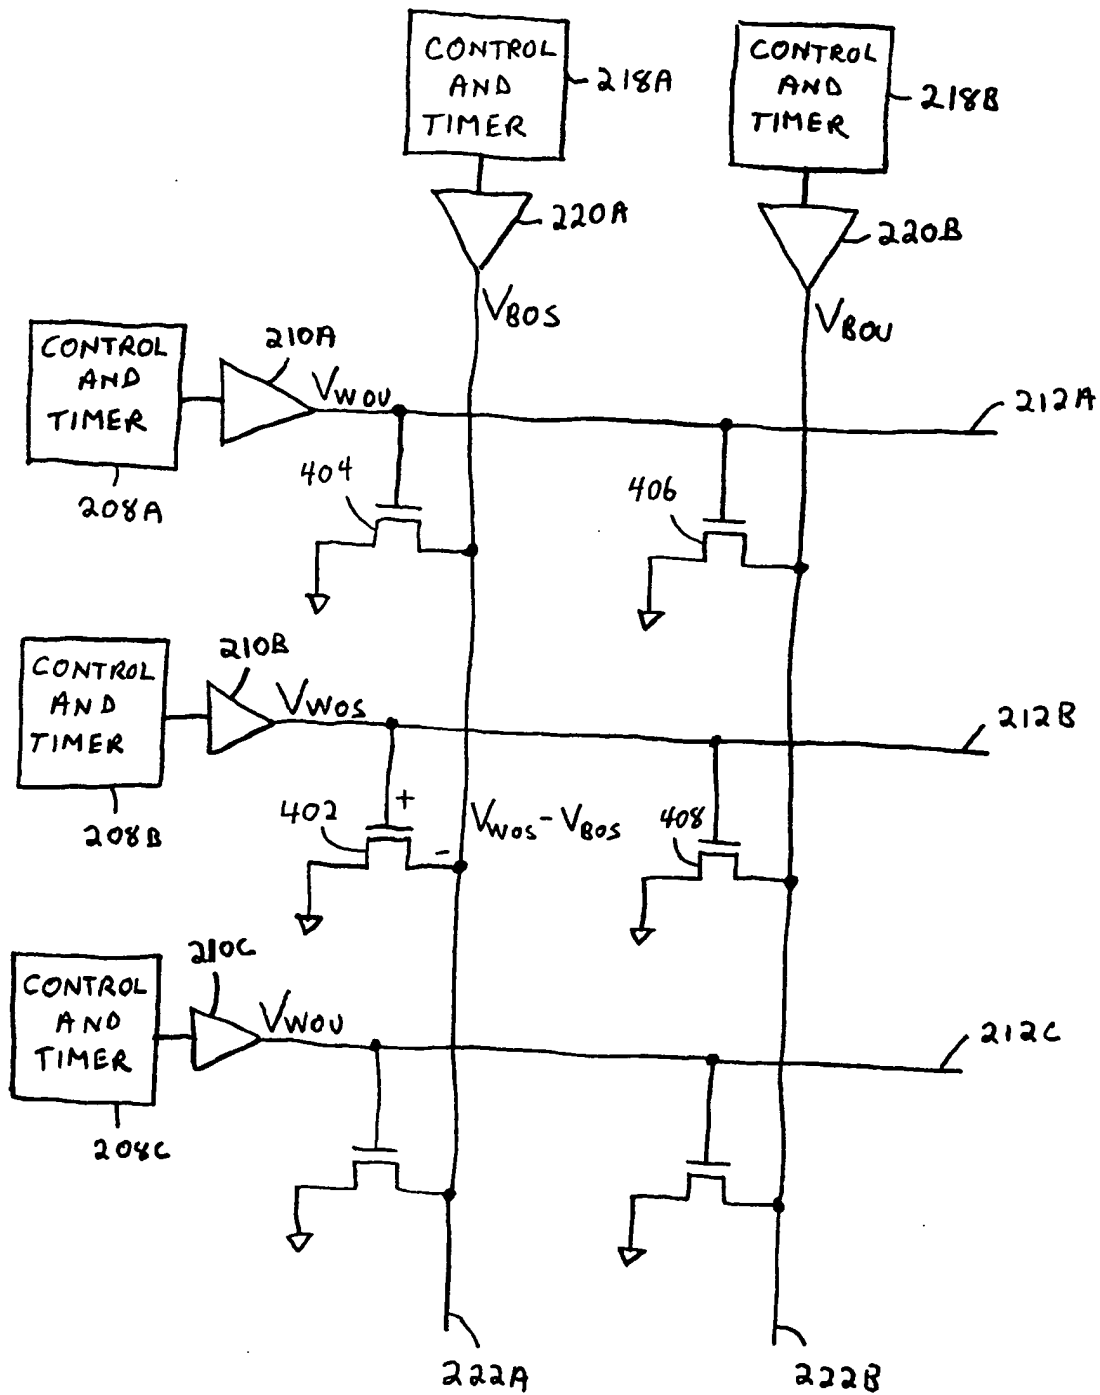 CONTROL
AND
TIMER
218A
CONTROL
AND
TIMER
218B
220A
220B
VBOS
VBOU
CONTROL
AND
TIMER
208A
210A
VWOU
212A
404
406
CONTROL
AND
TIMER
208B
210B
VWOS
212B
402
+
-
VWOS - VBOS
408
CONTROL
AND
TIMER
208C
210C
VWOU
212C
222A
222B